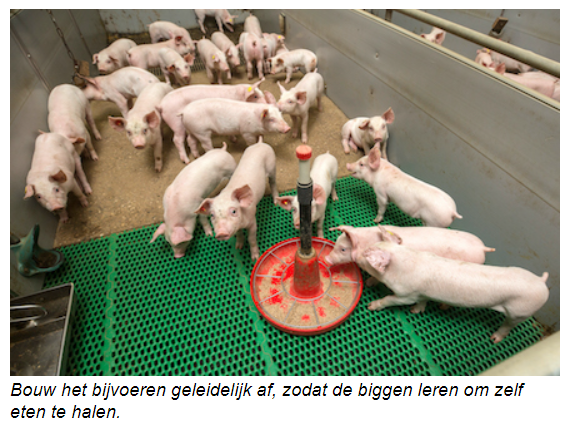 Bouw het bijvoeren geleidelijk af, zodat de biggen leren om zelf
eten te halen.